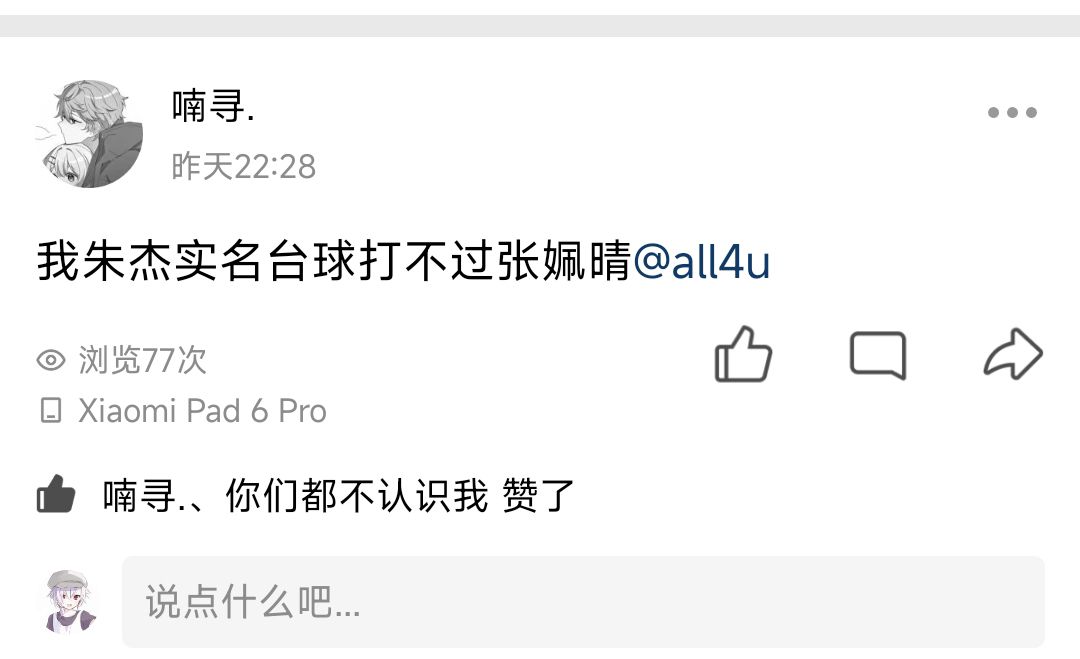 喃寻.
昨天22:28
我朱杰实名台球打不过张姵晴@all4u
浏览77次
Xiaomi Pad 6 Pro
喃寻.、你们都不认识我 赞了
说点什么吧...